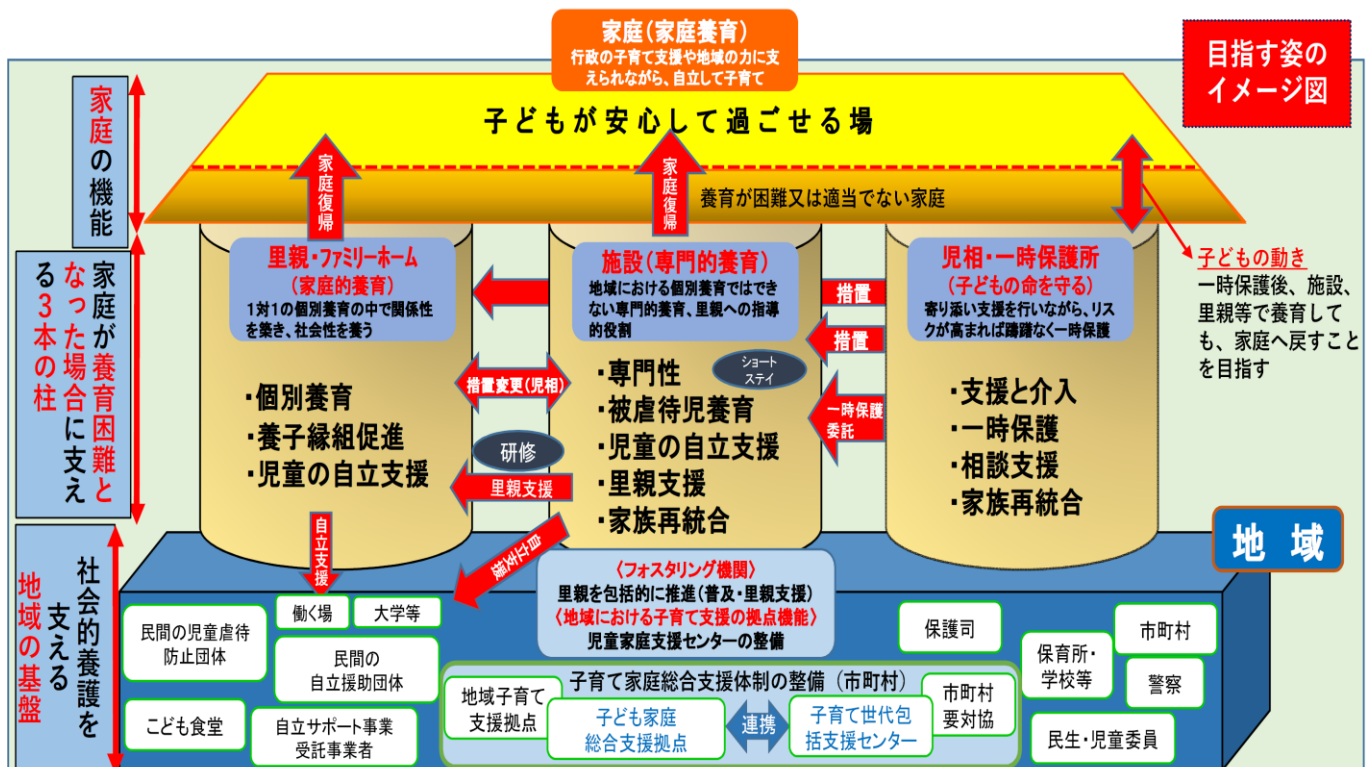 家庭(家庭養育)
行政の子育て支援や地域の力に支
えられながら、自立して子育て
目指す姿の
イメージ図
家庭の機能
子どもが安心して過ごせる場
家庭復帰
家庭復帰
養育が困難又は適当でない家庭
子どもの動き
一時保護後、施設、
里親等で養育して
も、家庭へ戻すこと
を目指す
家庭が養育困難と
なった場合に支え
る3本の柱
里親・ファミリーホーム
(家庭的養育)
1対1の個別養育の中で関係性
を築き、社会性を養う
・個別養育
・養子縁組促進
・児童の自立支援
施設(専門的養育)
地域における個別養育ではでき
ない専門的養育、里親への指導
的役割
ショート
ステイ
・専門性
・被虐待児養育
・児童の自立支援
・里親支援
・家族再統合
児相・一時保護所
(子どもの命を守る)
寄り添い支援を行いながら、リス
クが高まれば躊躇なく一時保護
・支援と介入
・一時保護
・相談支援
・家族再統合
措置
措置
一時保護
委託
措置変更(児相)
研修
里親支援
自立支援
自立支援
社会的養護を
支える
地域の基盤
地域
〈フォスタリング機関〉
里親を包括的に推進(普及・里親支援)
〈地域における子育て支援の拠点機能〉
児童家庭支援センターの整備
民間の児童虐待
防止団体
働く場
大学等
民間の
自立援助団体
こども食堂
自立サポート事業
受託事業者
子育て家庭総合支援体制の整備（市町村）
地域子育て
支援拠点
子ども家庭
総合支援拠点
連携
子育て世代包
括支援センター
市町村
要対協
保護司
保育所・
学校等
市町村
警察
民生・児童委員